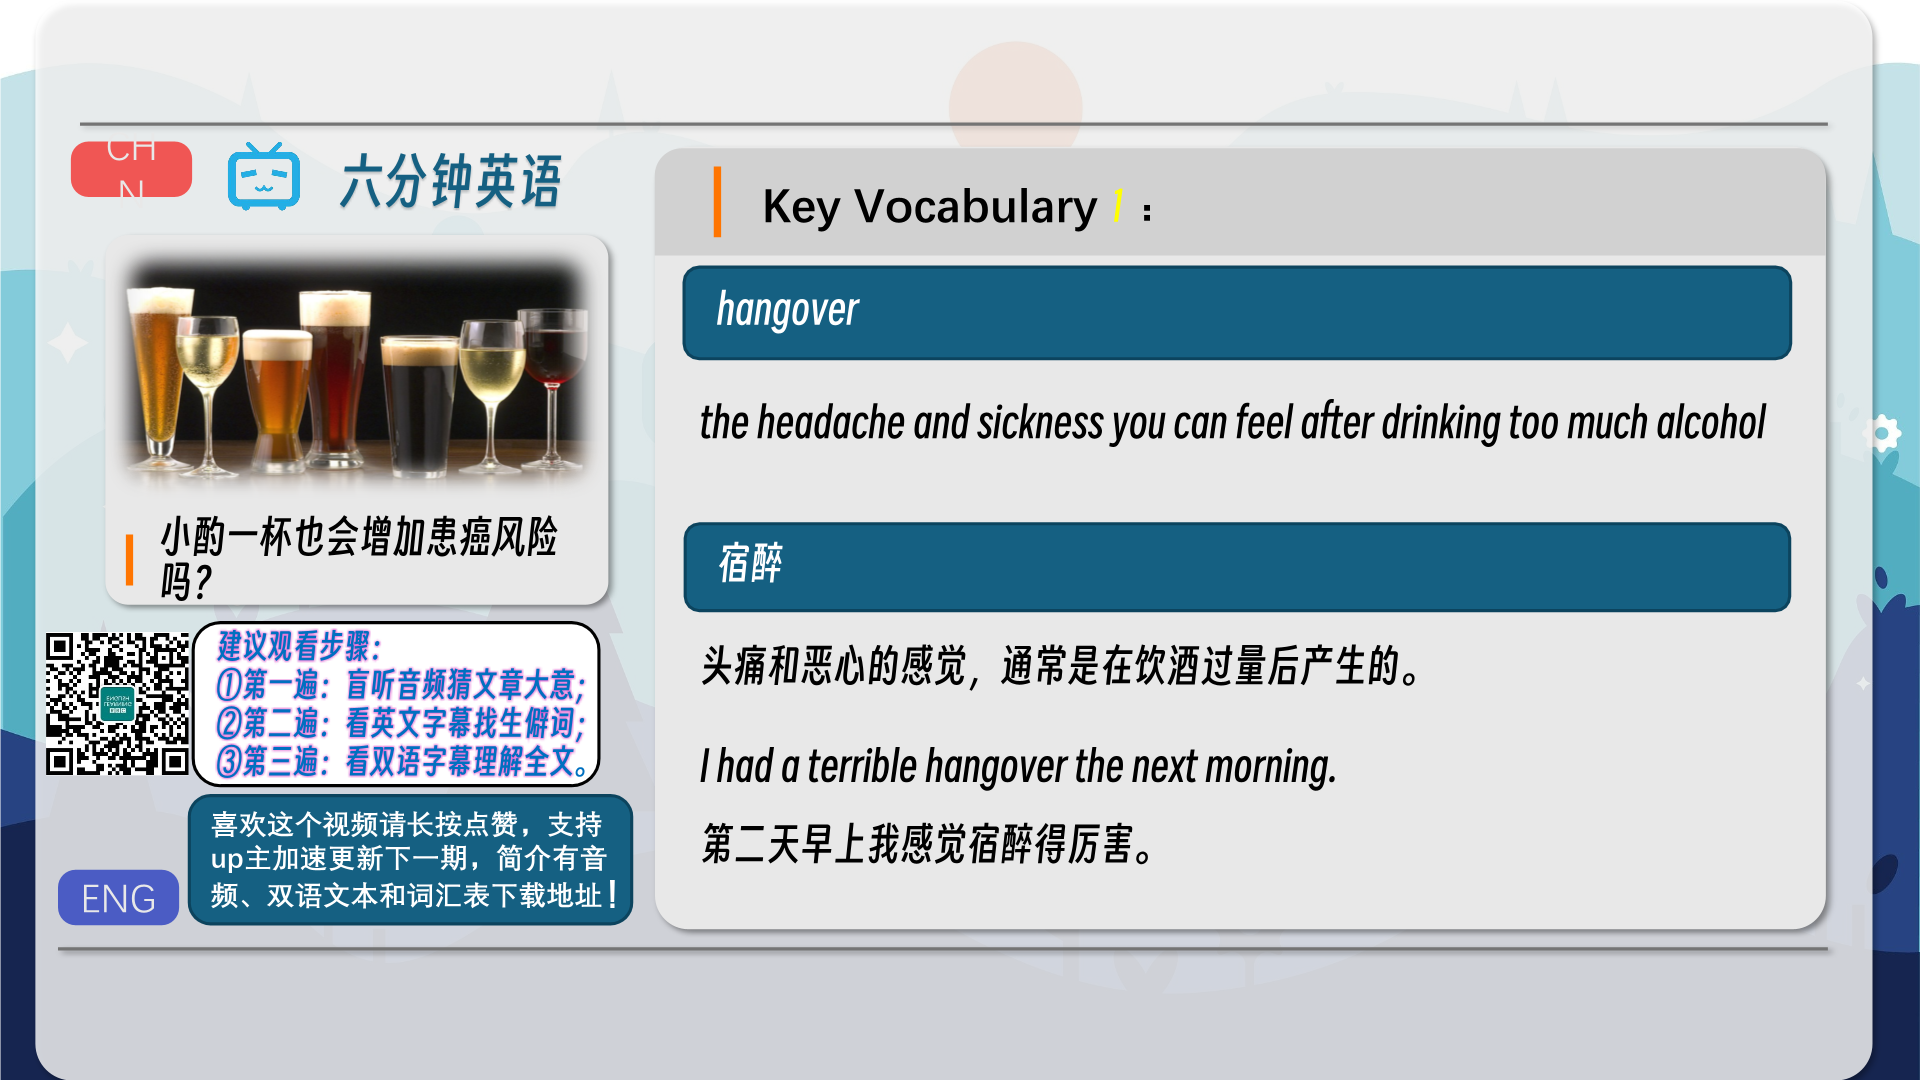 CH
N
六分钟英语
小酌一杯也会增加患癌风险
吗？
建议观看步骤：
①第一遍：盲听音频猜文章大意；
②第二遍：看英文字幕找生僻词；
③第三遍：看双语字幕理解全文。
喜欢这个视频请长按点赞，支持
up主加速更新下一期，简介有音
频、双语文本和词汇表下载地址！
ENG
Key Vocabulary 1：
hangover
the headache and sickness you can feel after drinking too much alcohol
宿醉
头痛和恶心的感觉，通常是在饮酒过量后产生的。
I had a terrible hangover the next morning.
第二天早上我感觉宿醉得厉害。